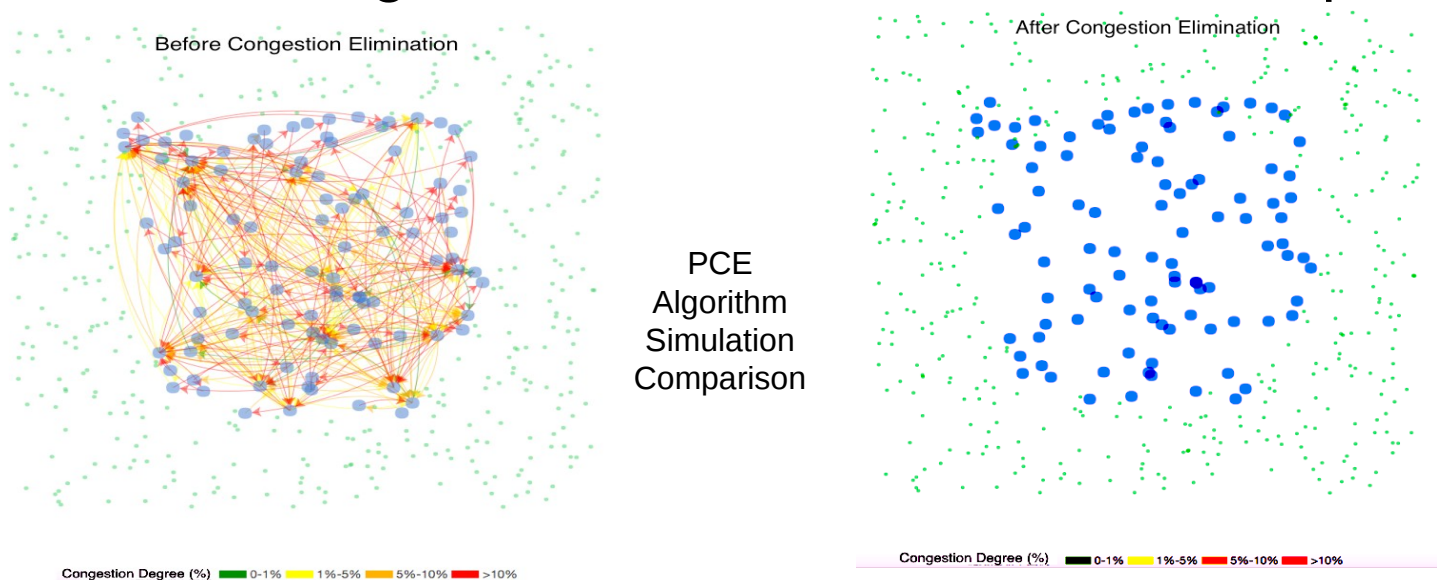 Before Congestion Elimination
After Congestion Elimination
PCE
Algorithm
Simulation
Comparison
Congestion Degree (%) 0-1% 1%-5% 5%-10% >10%
Congestion Degree (%) 0-1% 1%-5% 5%-10% >10%